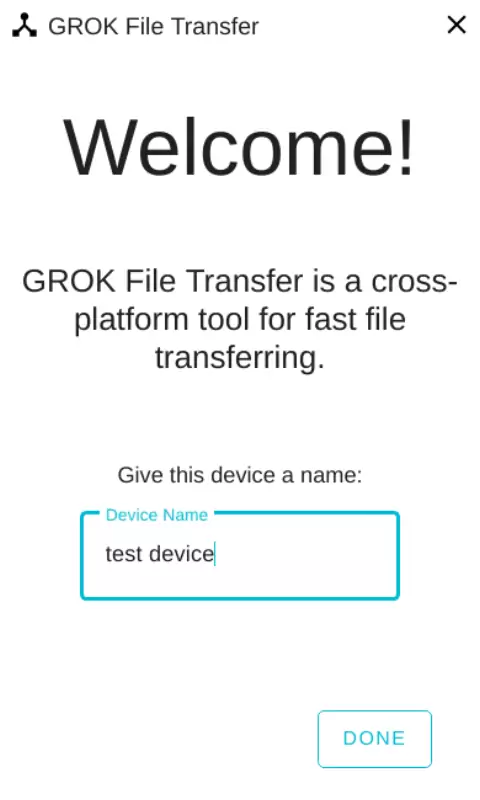 GROK File Transfer
Welcome!
GROK File Transfer is a cross-
platform tool for fast file
transferring.
Give this device a name:
Device Name
test device
DONE